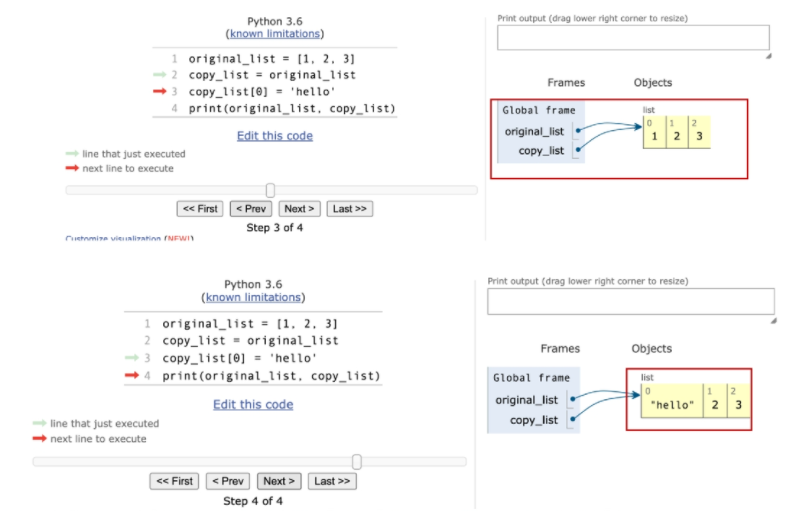 Python 3.6
(known limitations)
1 original_list = [1, 2, 3]
2 copy_list = original_list
3 copy_list[0] = 'hello'
4 print(original_list, copy_list)
Edit this code
line that just executed
next line to execute
<< First < Prev Next > Last >>
Step 3 of 4
Customize visualization (NEW!)
Print output (drag lower right corner to resize)
Frames Objects
Global frame
original_list
copy_list
list
0 1 2
1 2 3
Python 3.6
(known limitations)
1 original_list = [1, 2, 3]
2 copy_list = original_list
3 copy_list[0] = 'hello'
4 print(original_list, copy_list)
Edit this code
line that just executed
next line to execute
<< First < Prev Next > Last >>
Step 4 of 4
Print output (drag lower right corner to resize)
Frames Objects
Global frame
original_list
copy_list
list
0 1 2
"hello" 2 3